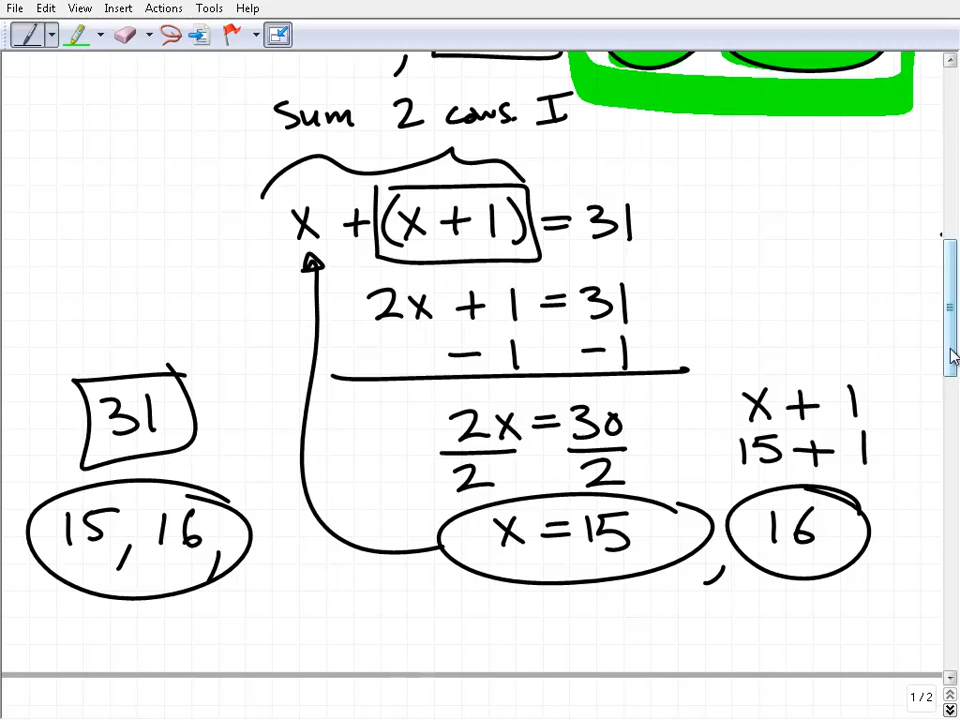 File Edit View Insert Actions Tools Help
,
Sum 2 cons. I
x + (x + 1) = 31
2x + 1 = 31
- 1 - 1
2x = 30
2 2
x = 15
,
31
15, 16,
x + 1
15 + 1
16
1 / 2